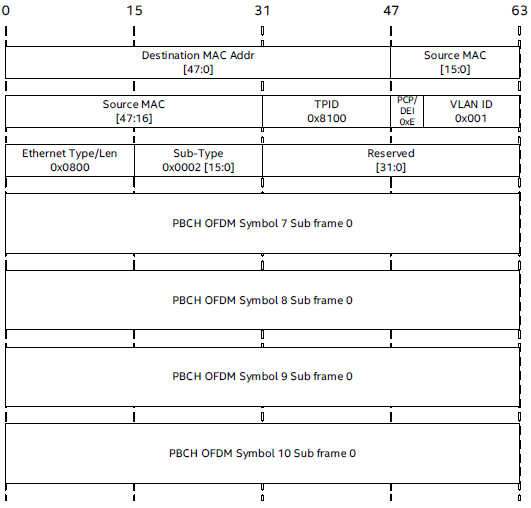 0 15 31 47 63
Destination MAC Addr
[47:0]
Source MAC
[15:0]
Source MAC
[47:16]
TPID
0x8100
PCP/
DEI
0xE
VLAN ID
0x001
Ethernet Type/Len
0x0800
Sub-Type
0x0002 [15:0]
Reserved
[31:0]
PBCH OFDM Symbol 7 Sub frame 0
PBCH OFDM Symbol 8 Sub frame 0
PBCH OFDM Symbol 9 Sub frame 0
PBCH OFDM Symbol 10 Sub frame 0